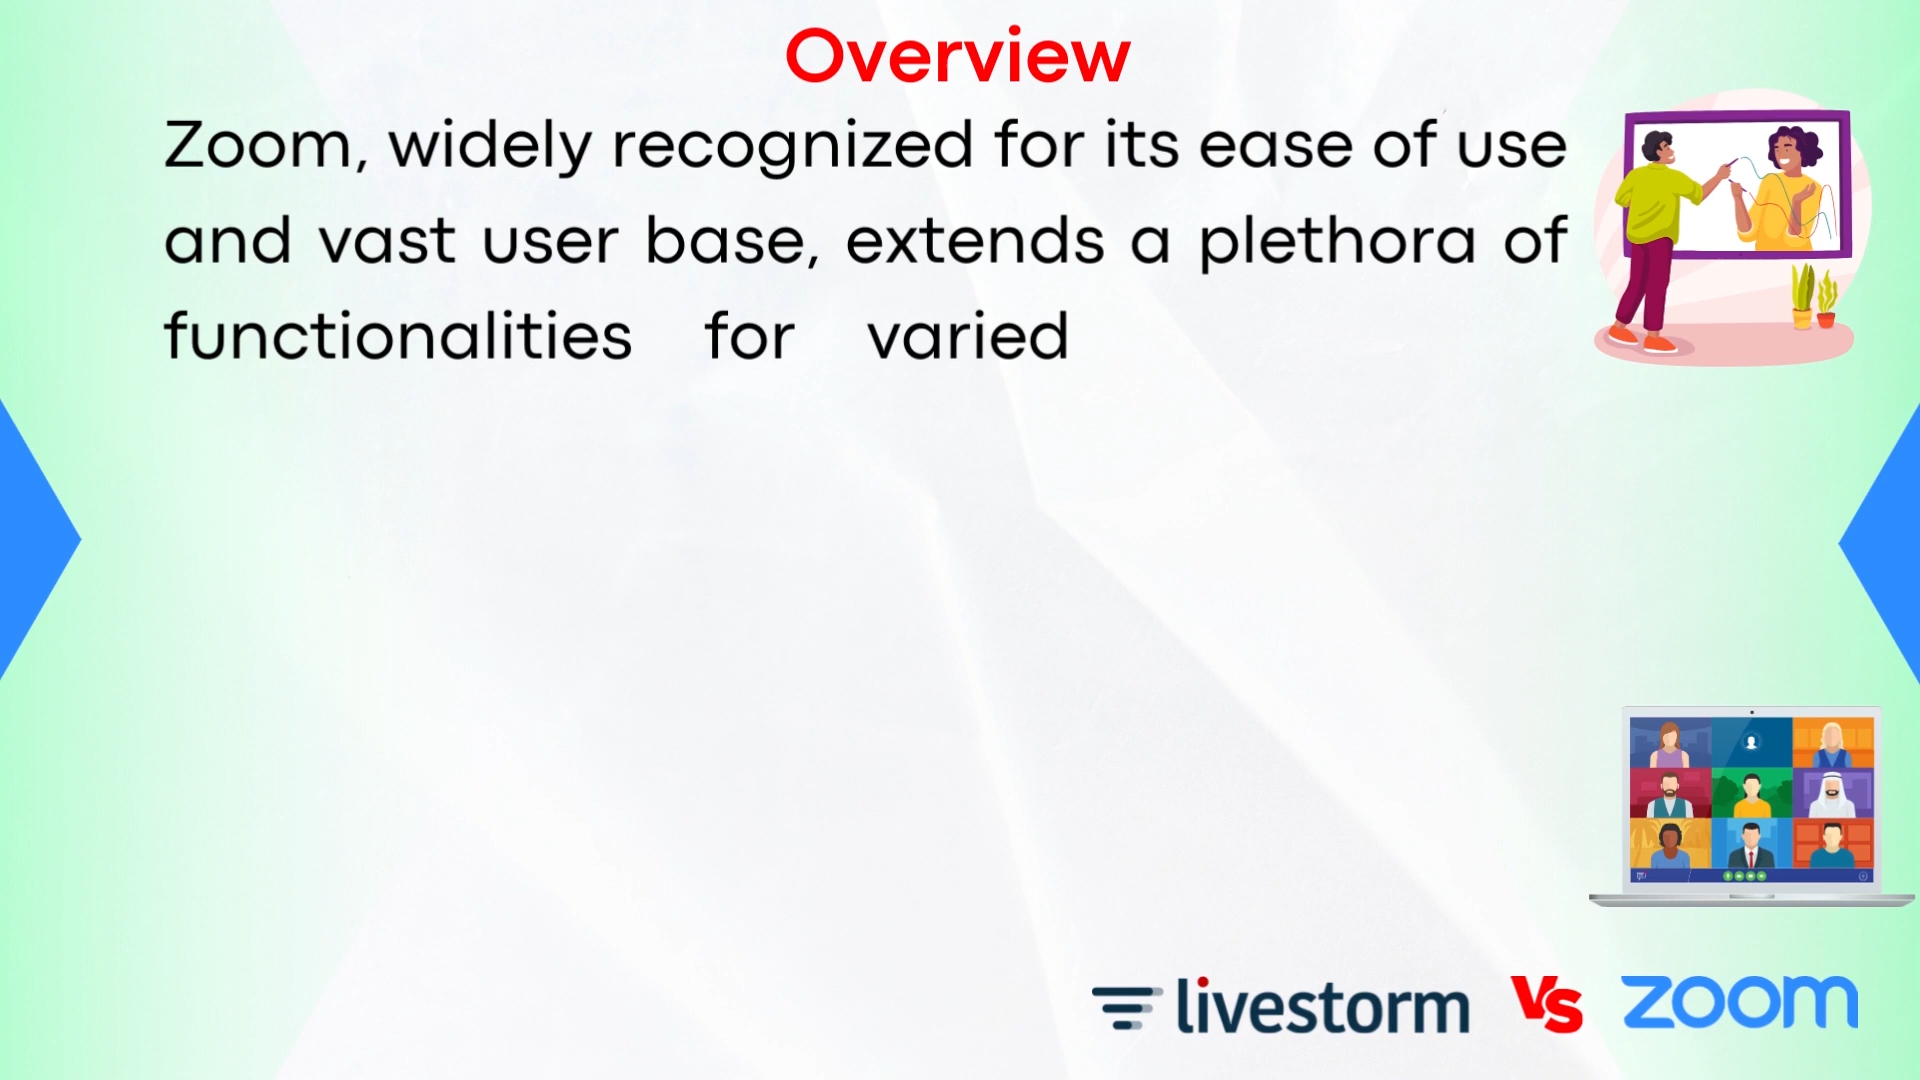 Overview
Zoom, widely recognized for its ease of use
and vast user base, extends a plethora of
functionalities for varied
livestorm VS zoom